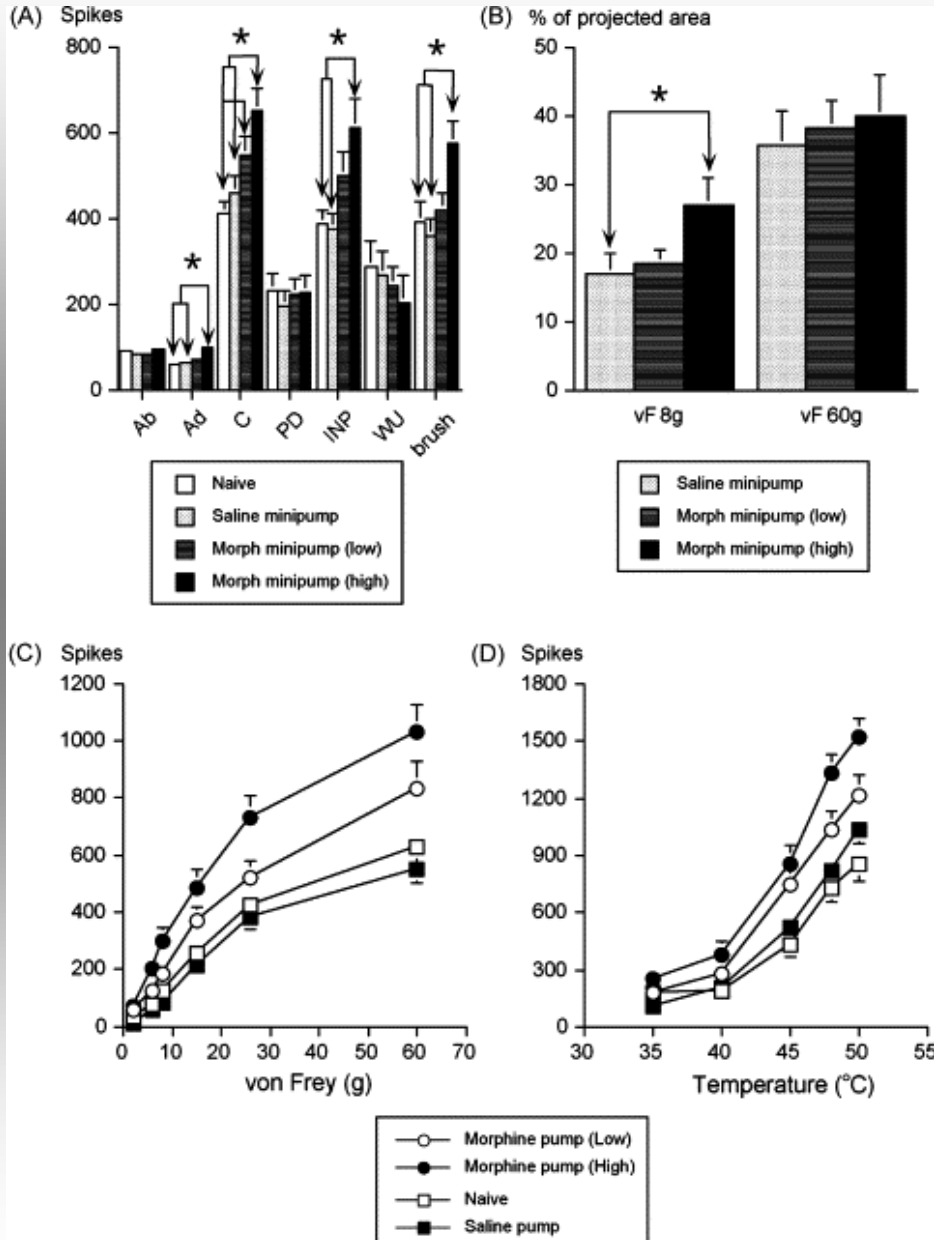 (A) Spikes
800
600
400
200
0
*
*
*
*
Ab
Ad
C
PD
INP
WU
brush
Naive
Saline minipump
Morph minipump (low)
Morph minipump (high)
(B) % of projected area
50
40
30
20
10
0
*
vF 8g
vF 60g
Saline minipump
Morph minipump (low)
Morph minipump (high)
(C) Spikes
1200
1000
800
600
400
200
0
0 10 20 30 40 50 60 70
von Frey (g)
(D) Spikes
1800
1500
1200
900
600
300
0
30 35 40 45 50 55
Temperature (°C)
Morphine pump (Low)
Morphine pump (High)
Naive
Saline pump